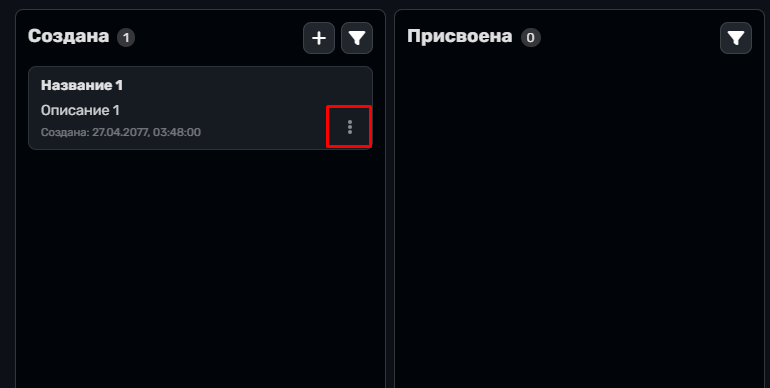 Создана 1
Присвоена 0
Название 1
Описание 1
Создана: 27.04.2077, 03:48:00